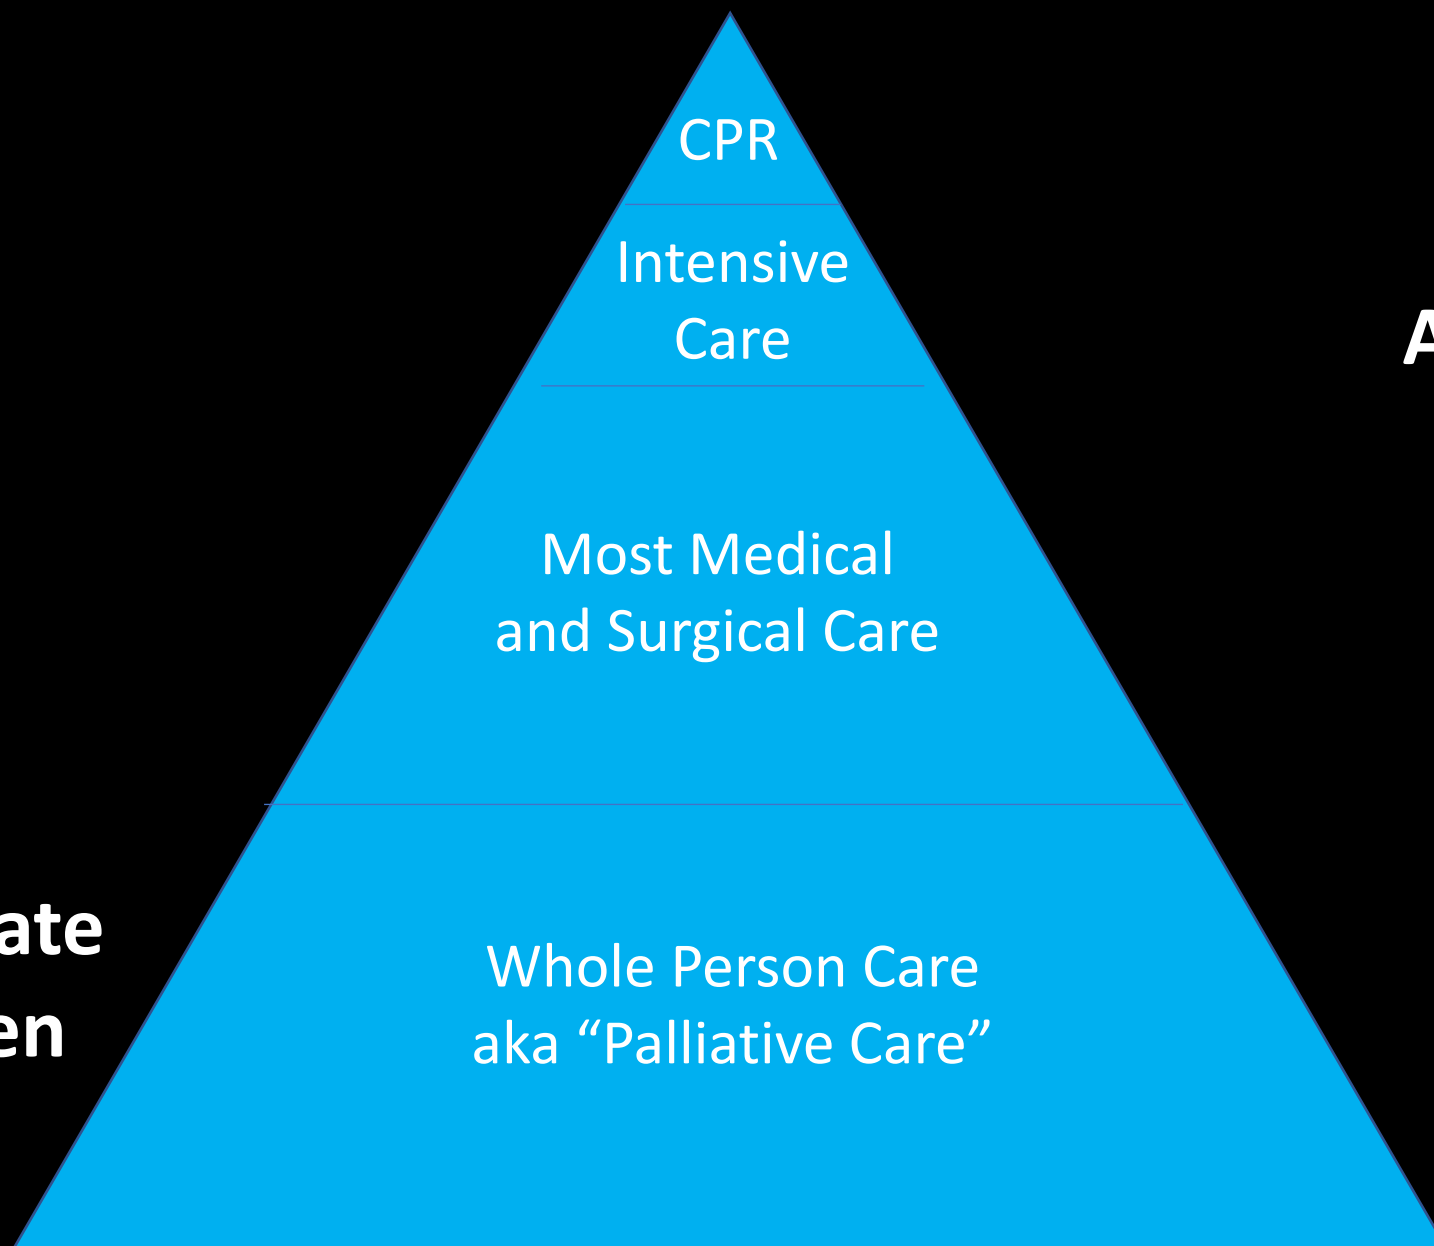 CPR
Intensive
Care
A
Most Medical
and Surgical Care
ate
en
Whole Person Care
aka “Palliative Care”